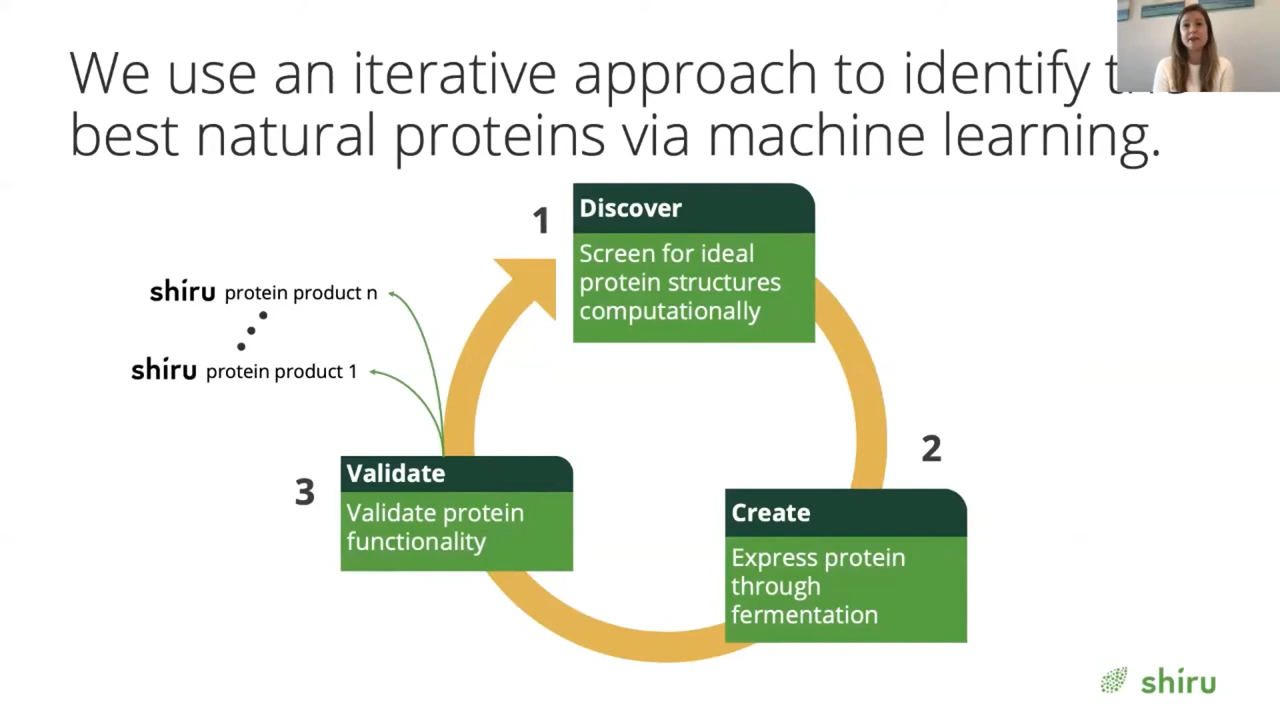 We use an iterative approach to identify
best natural proteins via machine learning.
1
Discover
Screen for ideal
protein structures
computationally
shiru protein product n
shiru protein product 1
2
3
Validate
Validate protein
functionality
Create
Express protein
through
fermentation
shiru